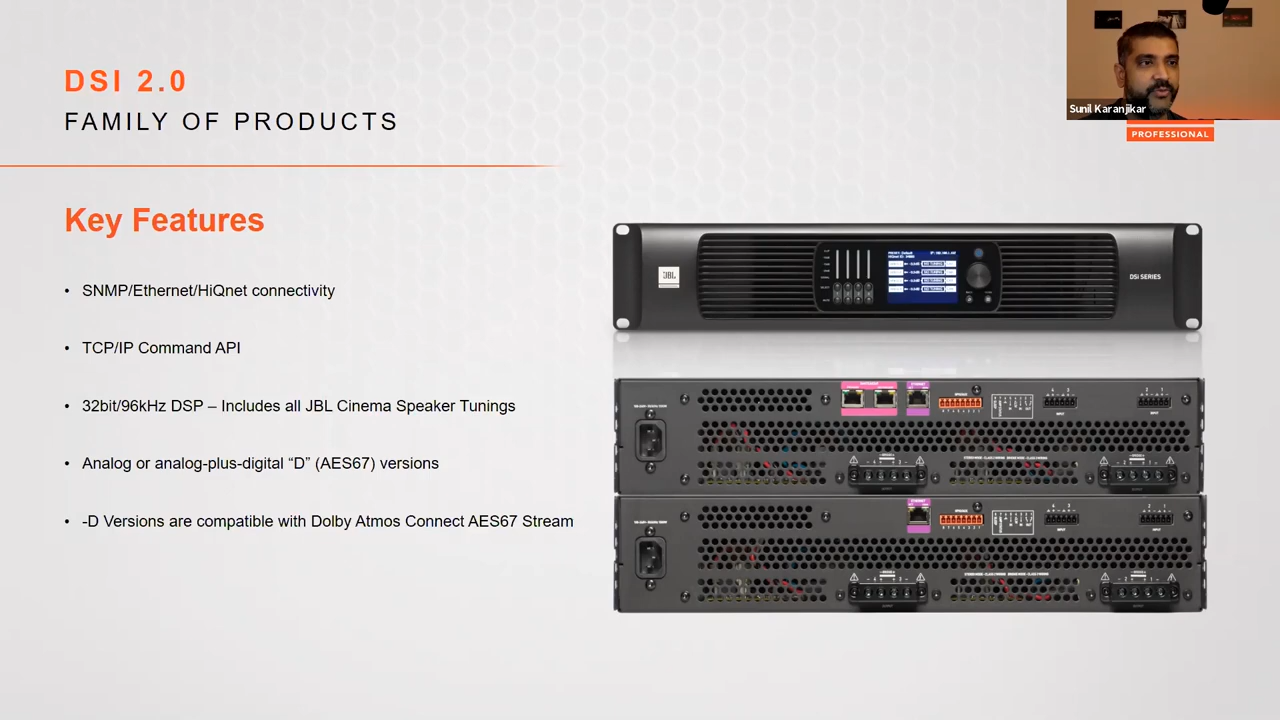 DSI 2.0
FAMILY OF PRODUCTS
Sunil Karanjikar
PROFESSIONAL
Key Features
• SNMP/Ethernet/HiQnet connectivity
• TCP/IP Command API
• 32bit/96kHz DSP – Includes all JBL Cinema Speaker Tunings
• Analog or analog-plus-digital “D” (AES67) versions
• -D Versions are compatible with Dolby Atmos Connect AES67 Stream
JBL
DSi SERIES